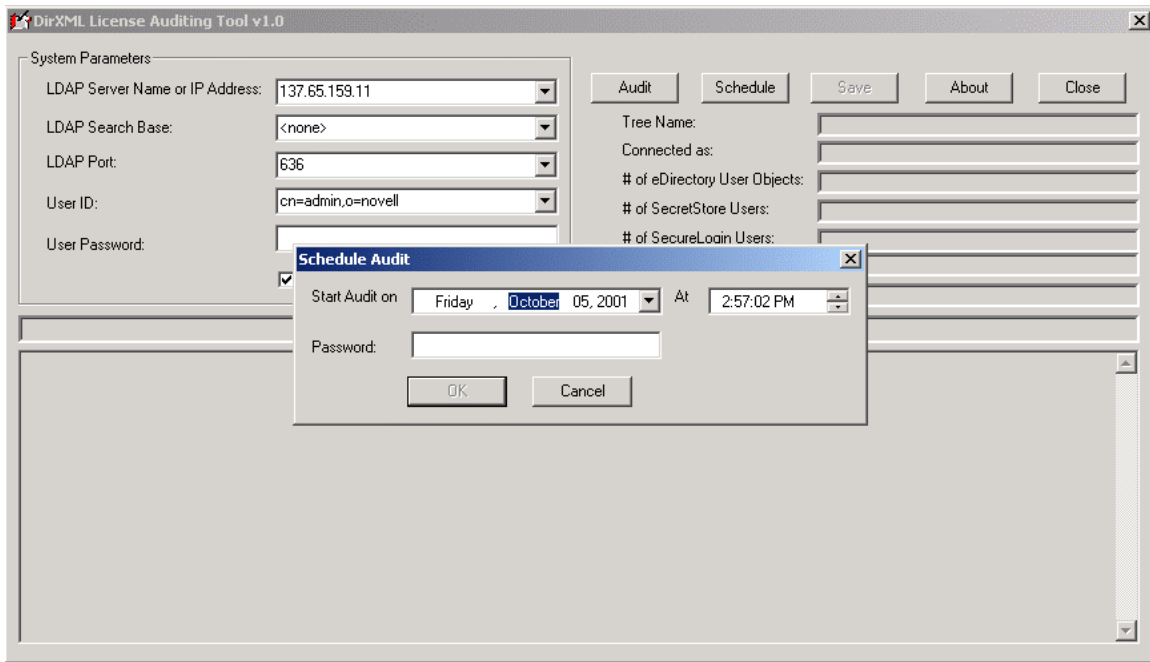 DirXML License Auditing Tool v1.0
System Parameters
LDAP Server Name or IP Address: 137.65.159.11
LDAP Search Base: <none>
LDAP Port: 636
User ID: cn=admin,o=novell
User Password:
Audit Schedule Save About Close
Tree Name:
Connected as:
# of eDirectory User Objects:
# of SecretStore Users:
# of SecureLogin Users:
Schedule Audit
Start Audit on Friday , October 05, 2001 At 2:57:02 PM
Password:
OK Cancel